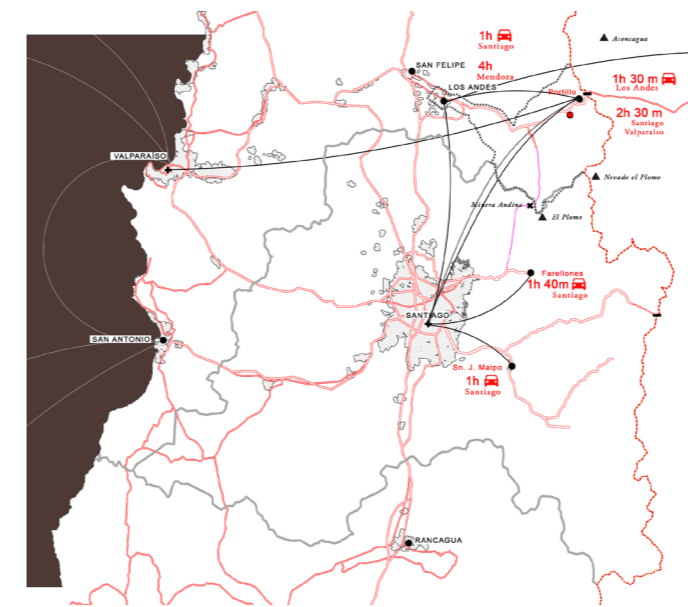 1h
Santiago
Aconcagua
SAN FELIPE
4h
Mendoza
LOS ANDES
1h 30 m
Los Andes
Portillo
2h 30 m
Santiago
Valparaíso
VALPARAÍSO
Nevado el Plomo
Minera Andina
El Plomo
Farellones
1h 40m
Santiago
SANTIAGO
SAN ANTONIO
Sn. J. Maipo
1h
Santiago
RANCAGUA